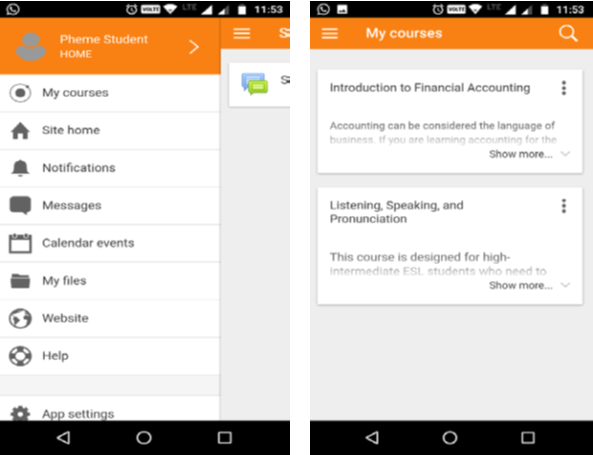 VOLTE LTE 11:53
Pheme Student
HOME
My courses
Site home
Notifications
Messages
Calendar events
My files
Website
Help
App settings
VOLTE LTE 11:53
My courses
Introduction to Financial Accounting
Accounting can be considered the language of
business. If you are learning accounting for the
Show more...
Listening, Speaking, and
Pronunciation
This course is designed for high-
intermediate ESL students who need to
Show more...